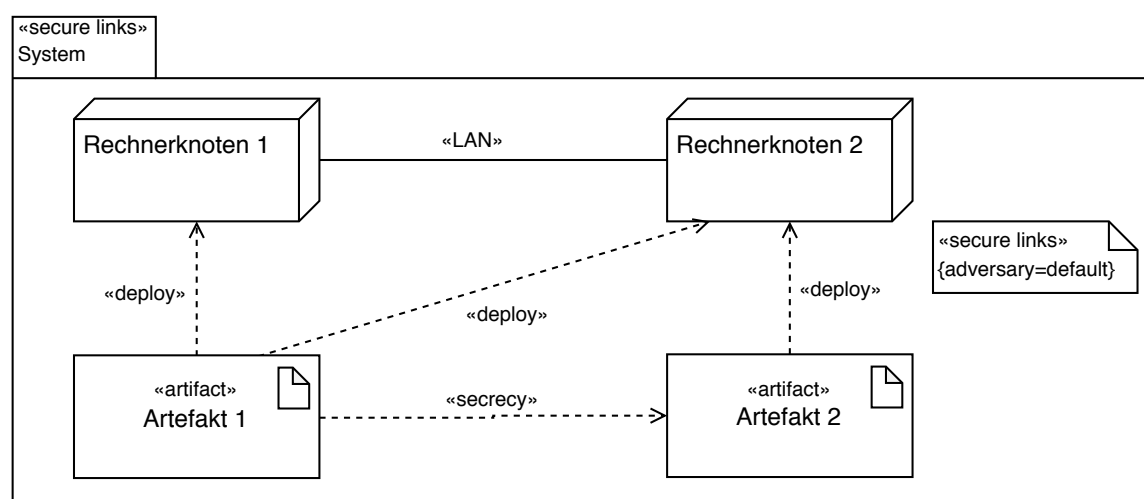 «secure links»
System
Rechnerknoten 1
«LAN»
Rechnerknoten 2
«secure links»
{adversary=default}
«deploy»
«deploy»
«deploy»
«artifact»
Artefakt 1
«secrecy»
«artifact»
Artefakt 2